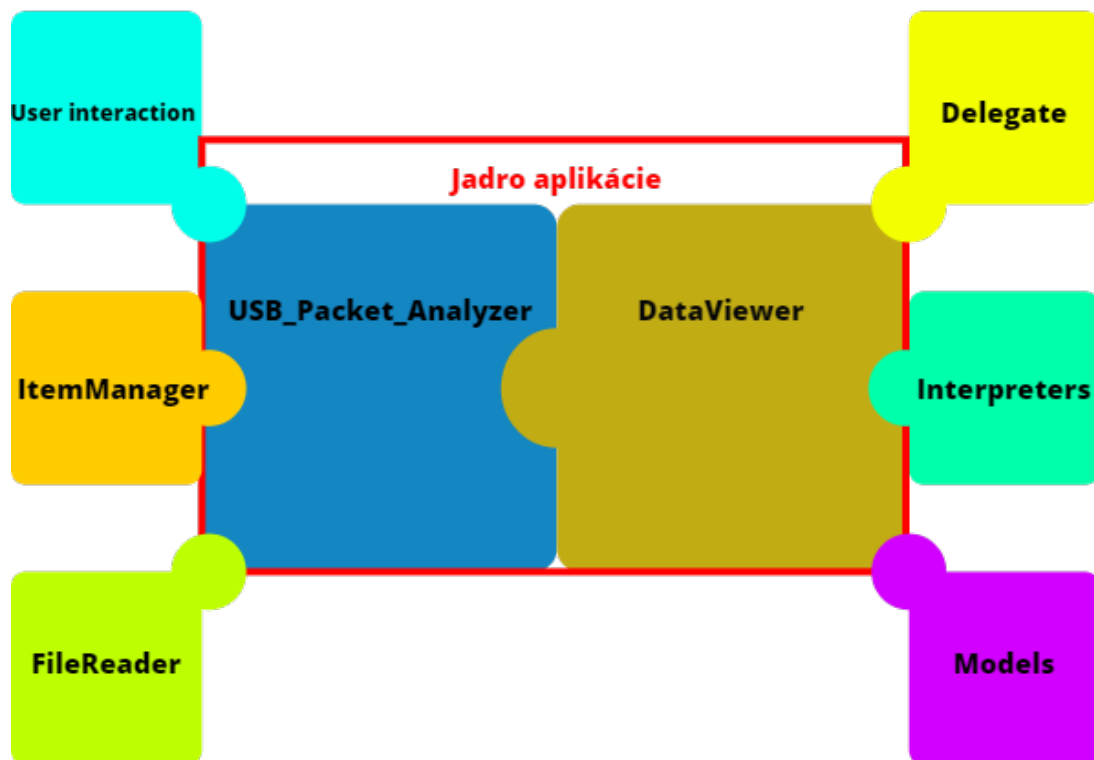 User interaction
Delegate
Jadro aplikácie
USB_Packet_Analyzer
DataViewer
ItemManager
Interpreters
FileReader
Models